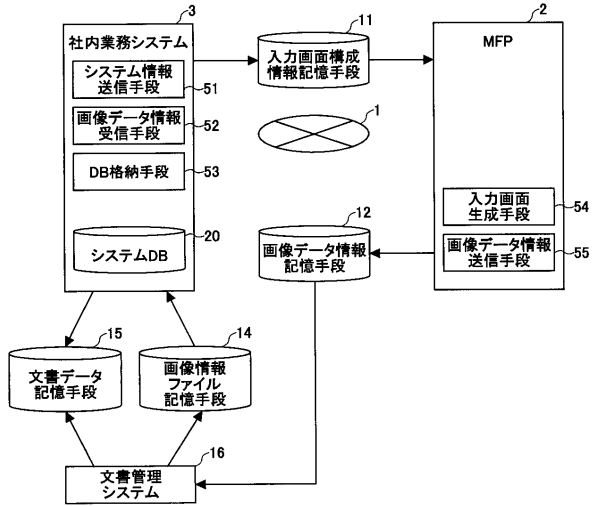 3
社内業務システム
システム情報
送信手段
51
画像データ情報
受信手段
52
DB格納手段
53
20
システムDB
11
入力画面構成
情報記憶手段
1
2
MFP
入力画面
生成手段
54
画像データ情報
送信手段
55
12
画像データ情報
記憶手段
15
文書データ
記憶手段
14
画像情報
ファイル
記憶手段
16
文書管理
システム